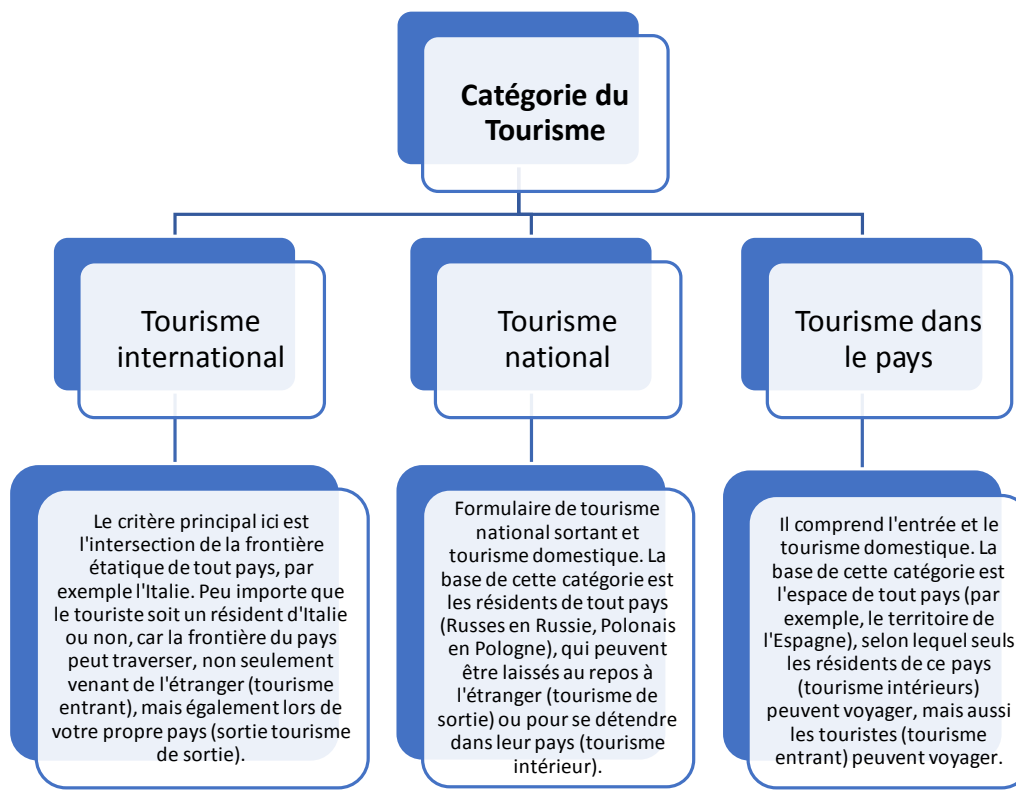 Catégorie du
Tourisme
Tourisme
international
Tourisme
national
Tourisme dans
le pays
Le critère principal ici est
l'intersection de la frontière
étatique de tout pays, par
exemple l'Italie. Peu importe que
le touriste soit un résident d'Italie
ou non, car la frontière du pays
peut traverser, non seulement
venant de l'étranger (tourisme
entrant), mais également lors de
votre propre pays (sortie tourisme
de sortie).
Formulaire de tourisme
national sortant et
tourisme domestique. La
base de cette catégorie est
les résidents de tout pays
(Russes en Russie, Polonais
en Pologne), qui peuvent
être laissés au repos à
l'étranger (tourisme de
sortie) ou pour se détendre
dans leur pays (tourisme
intérieur).
Il comprend l'entrée et le
tourisme domestique. La
base de cette catégorie est
l'espace de tout pays (par
exemple, le territoire de
l'Espagne), selon lequel seuls
les résidents de ce pays
(tourisme intérieurs)
peuvent voyager, mais aussi
les touristes (tourisme
entrant) peuvent voyager.